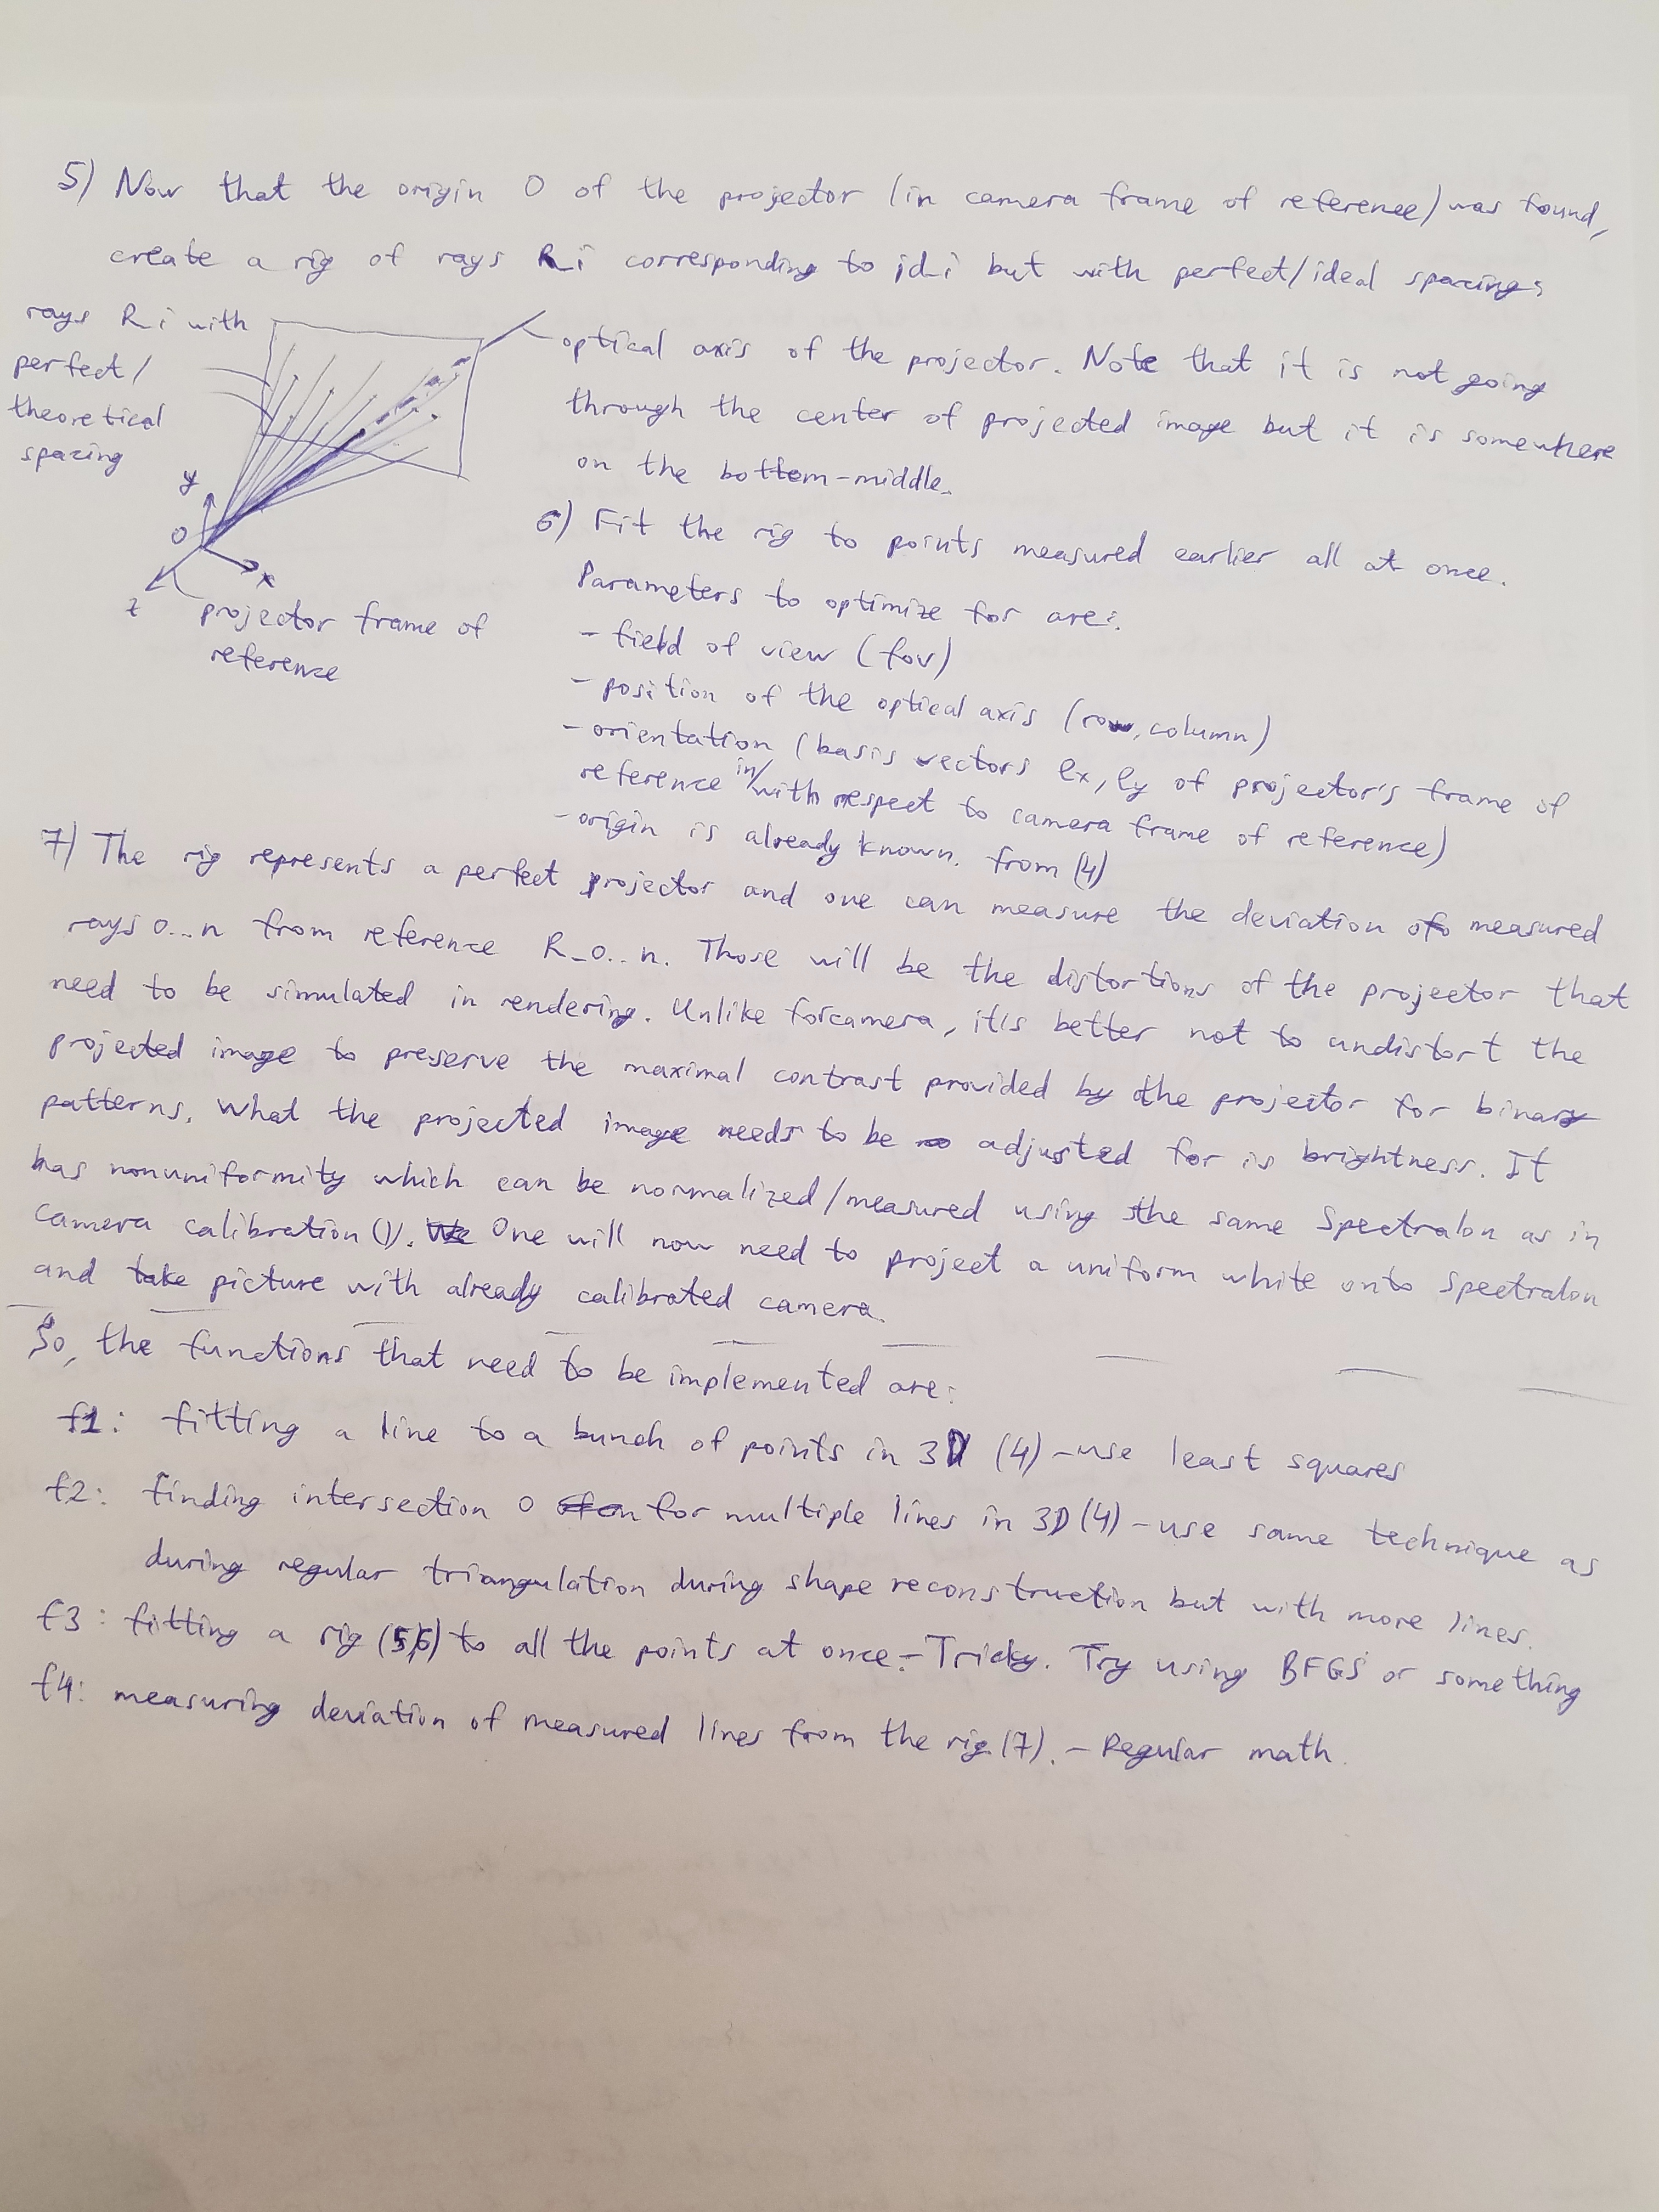 5) Now that the origin O of the projector (in camera frame of reference) was found,
create a rig of rays R_i corresponding to id_i but with perfect/ideal spacing:
rays R_i with
perfect/
theoretical
spacing
y
O
x
z
projector frame of
reference
optical axis of the projector. Note that it is not going
through the center of projected image but it is somewhere
on the bottom-middle.
6) Fit the rig to points measured earlier all at once.
Parameters to optimize for are:
- field of view (fov)
- position of the optical axis (row, column)
- orientation (basis vectors ex, ey of projector's frame of
reference in/with respect to camera frame of reference)
- origin is already known. from (4)
7) The rig represents a perfect projector and one can measure the deviation of measured
rays 0...n from reference R_0..n. Those will be the distortions of the projector that
need to be simulated in rendering. Unlike for camera, it's better not to undistort the
projected image to preserve the maximal contrast provided by the projector for binary
patterns. What the projected image needs to be adjusted for is brightness. It
has nonuniformity which can be normalized/measured using the same Spectralon as in
camera calibration (1). One will now need to project a uniform white onto Spectralon
and take picture with already calibrated camera.
So, the functions that need to be implemented are:
f1: fitting a line to a bunch of points in 3D (4) - use least squares
f2: finding intersection O for multiple lines in 3D (4) - use same technique as
during regular triangulation during shape reconstruction but with more lines.
f3: fitting a rig (5,6) to all the points at once. - Tricky. Try using BFGS or something
f4: measuring deviation of measured lines from the rig (7). - Regular math.